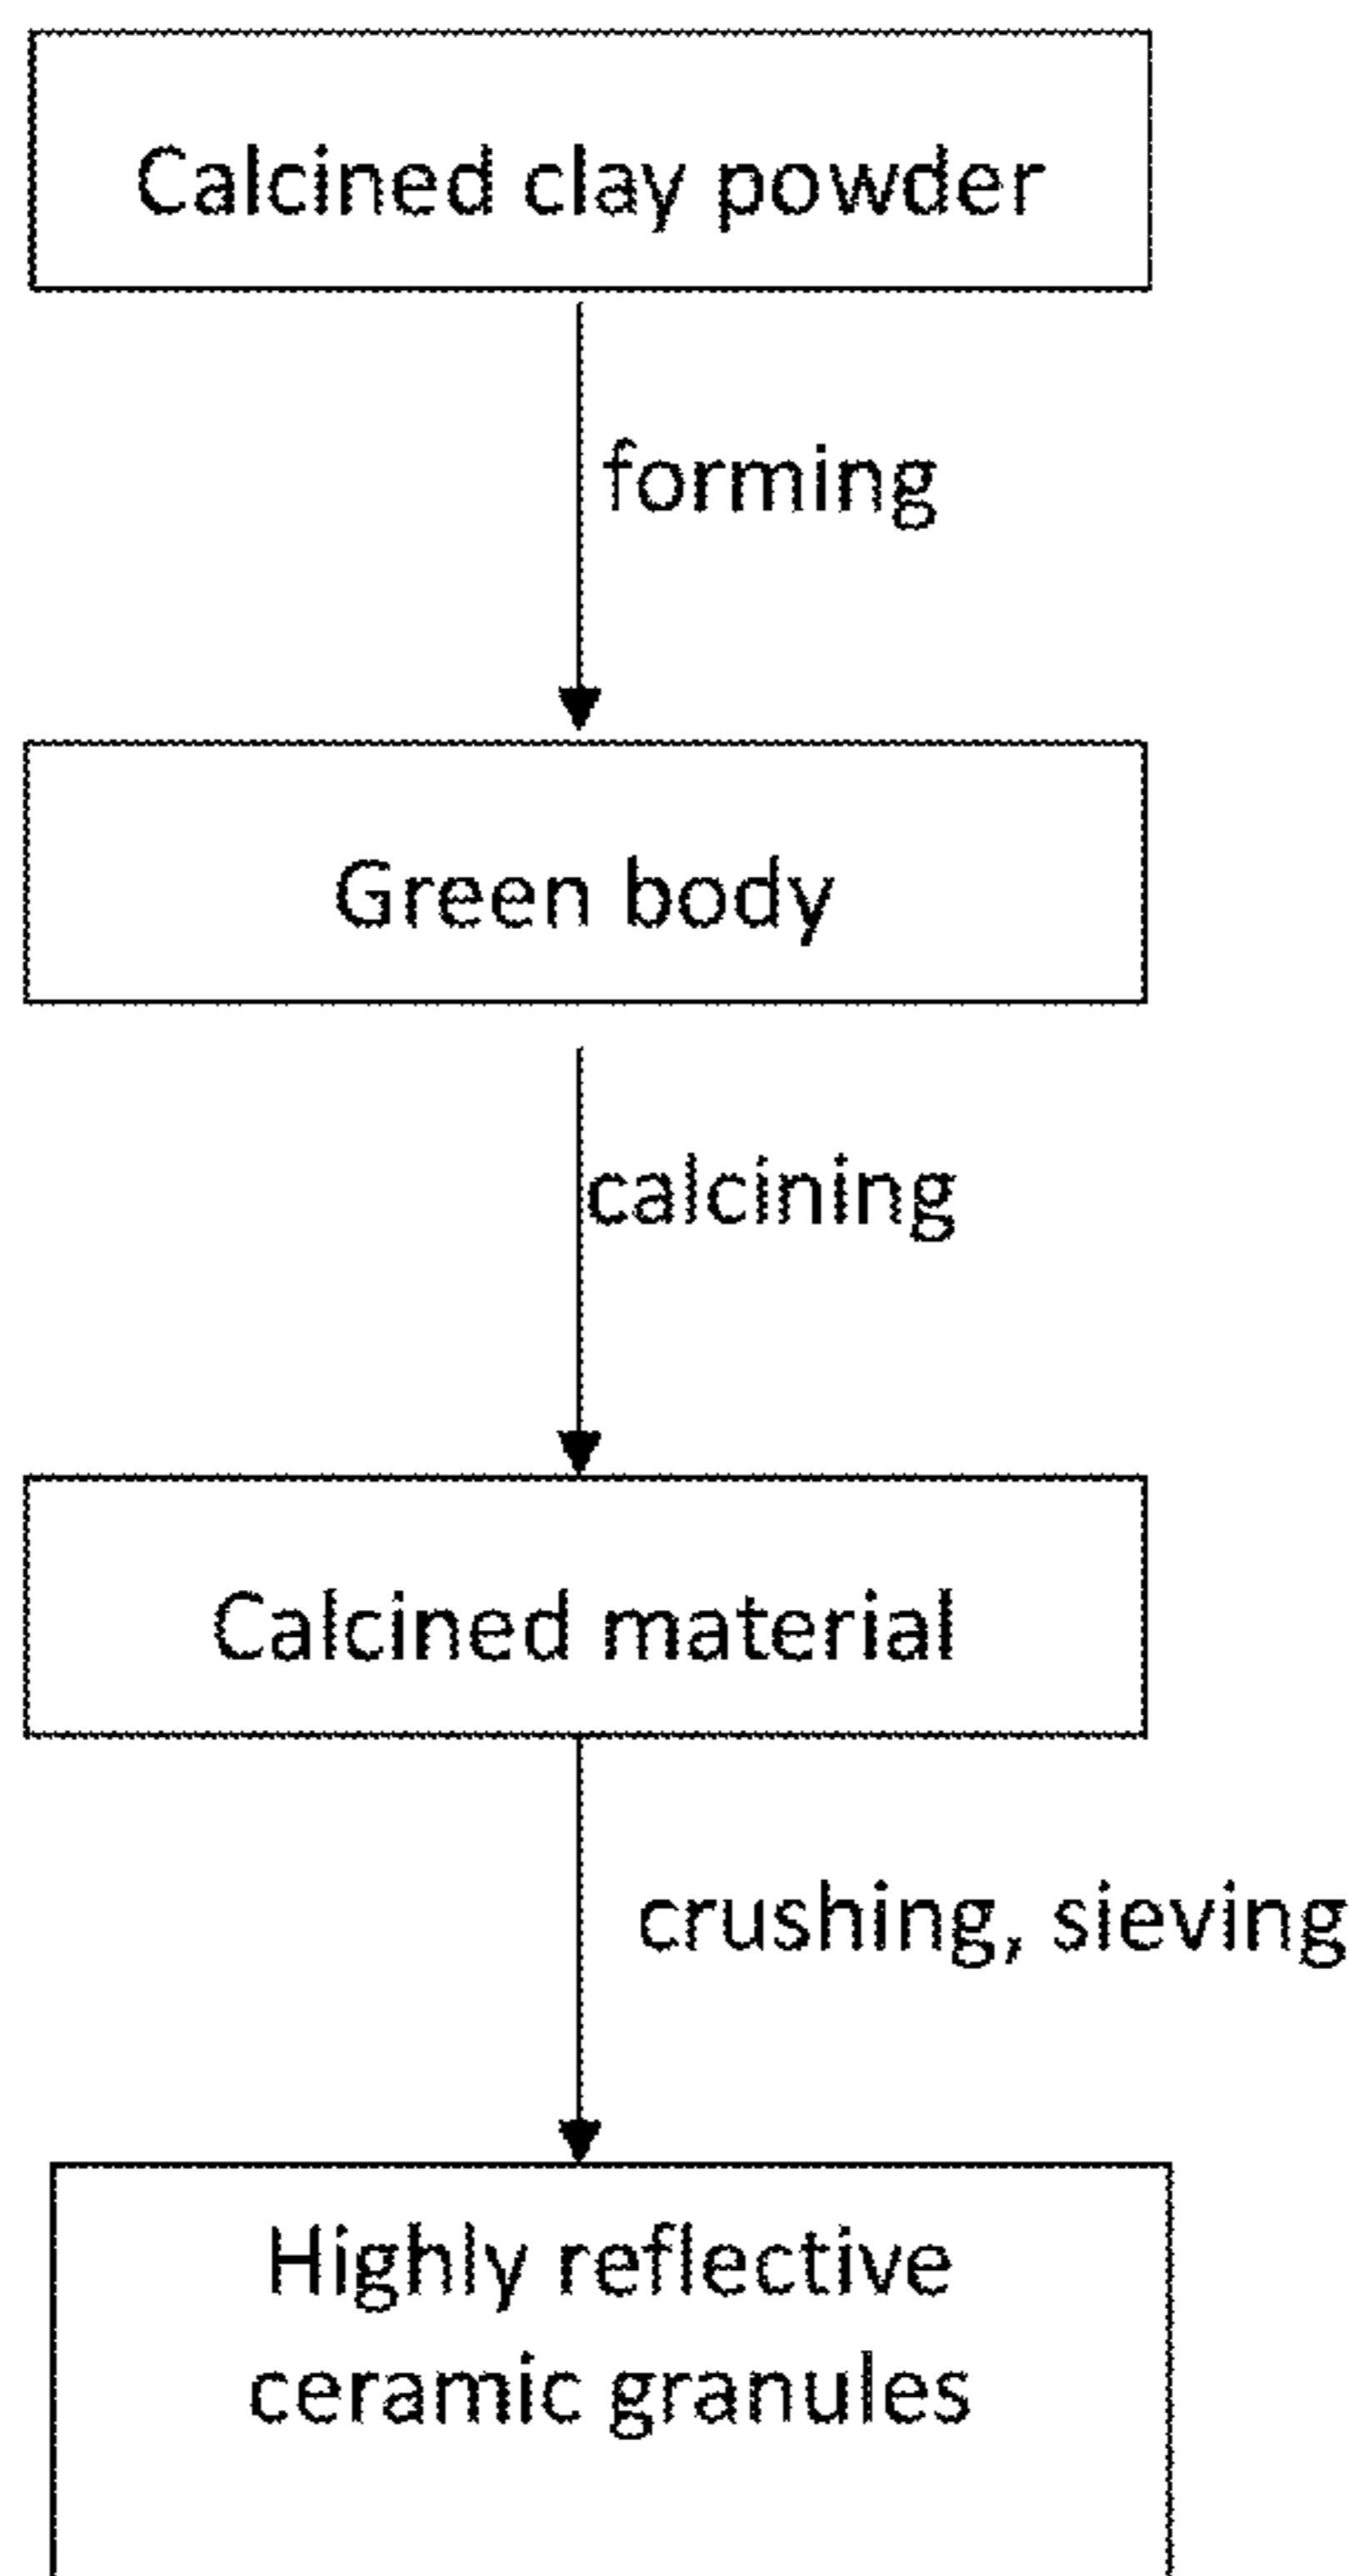 Calcined clay powder
forming
Green body
calcining
Calcined material
crushing, sieving
Highly reflective
ceramic granules